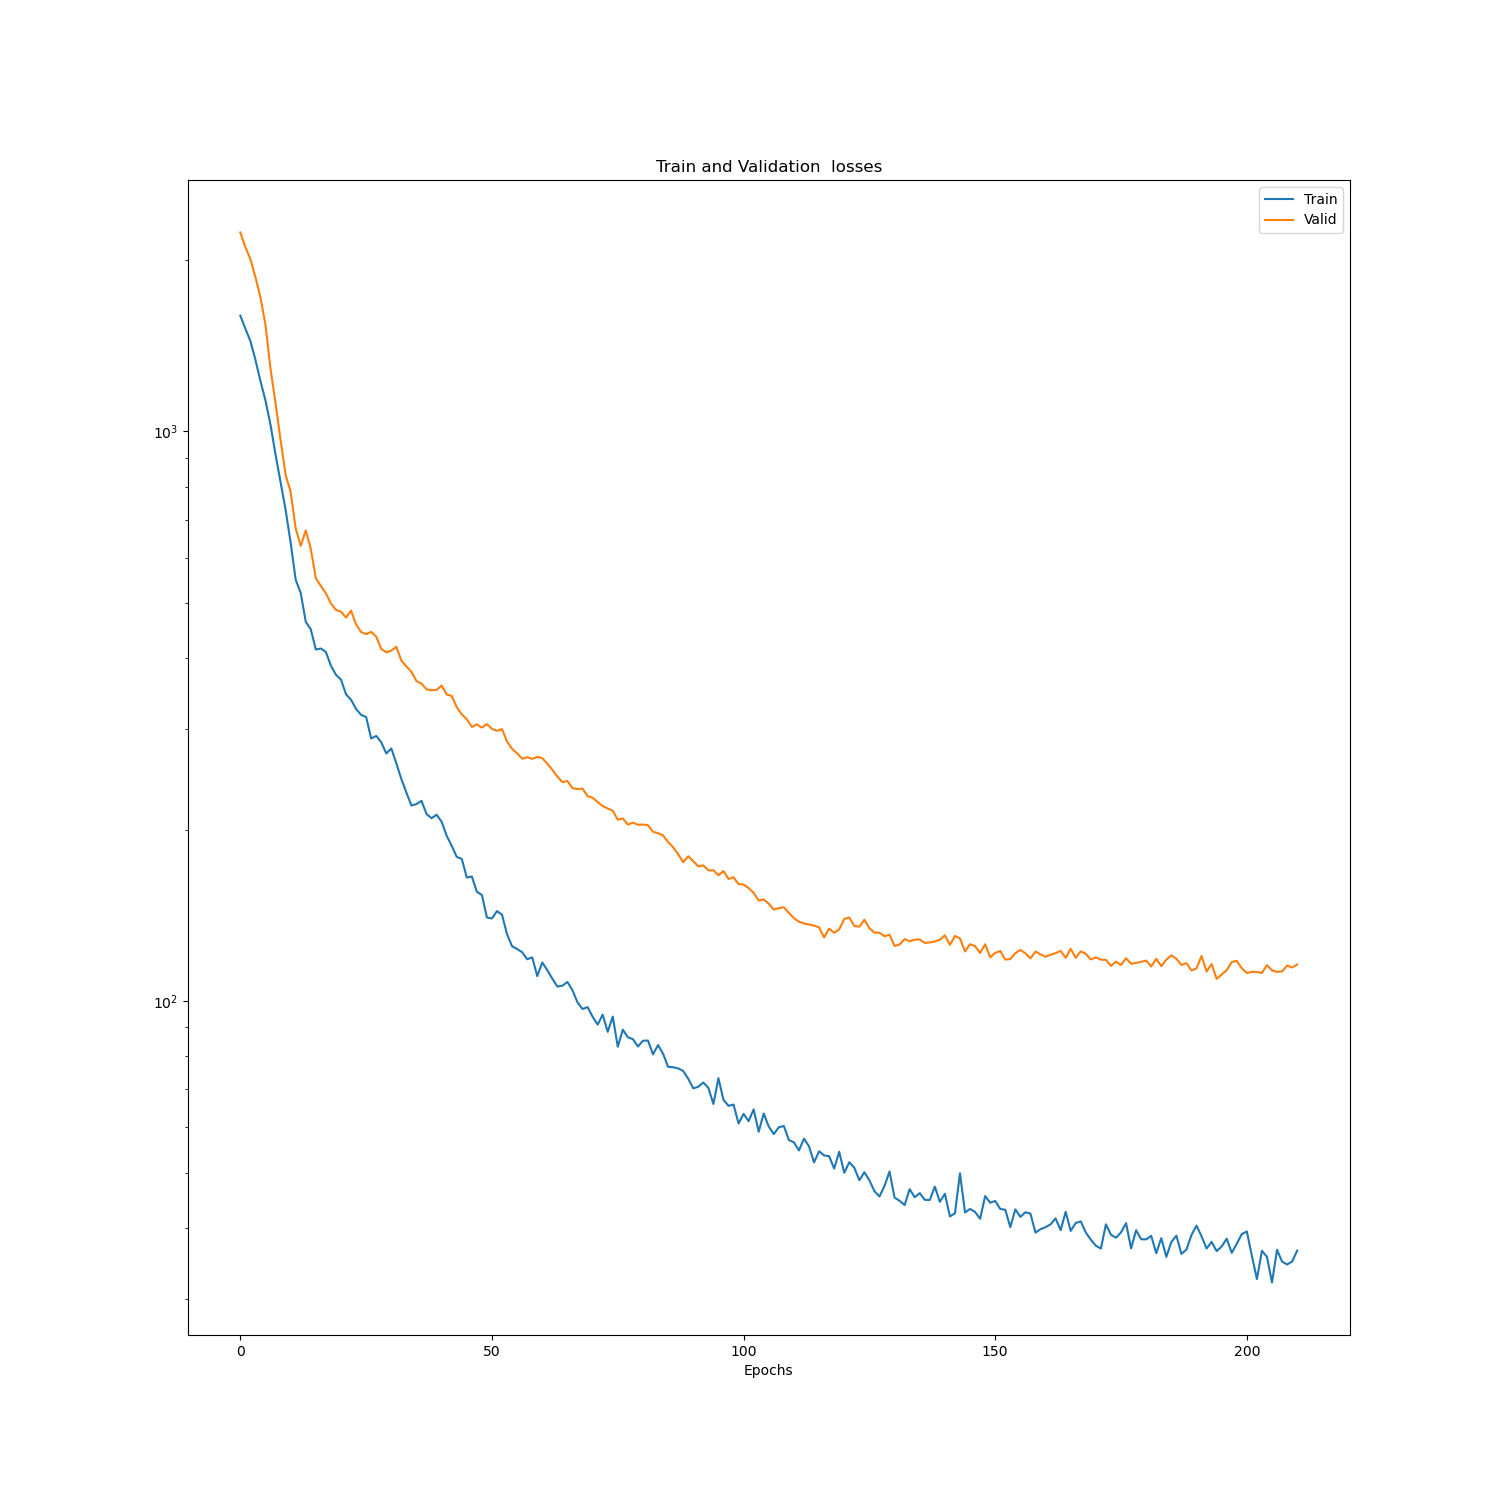 Train and Validation  losses
Train
Valid
10³
10²
0 50 100 150 200
Epochs